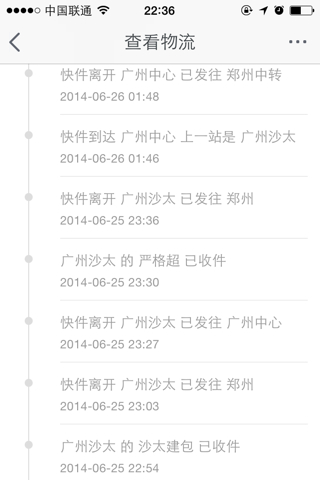 中国联通 22:36
查看物流
快件离开 广州中心 已发往 郑州中转
2014-06-26 01:48
快件到达 广州中心 上一站是 广州沙太
2014-06-26 01:46
快件离开 广州沙太 已发往 郑州
2014-06-25 23:36
广州沙太 的 严格超 已收件
2014-06-25 23:30
快件离开 广州沙太 已发往 广州中心
2014-06-25 23:27
快件离开 广州沙太 已发往 郑州
2014-06-25 23:03
广州沙太 的 沙太建包 已收件
2014-06-25 22:54